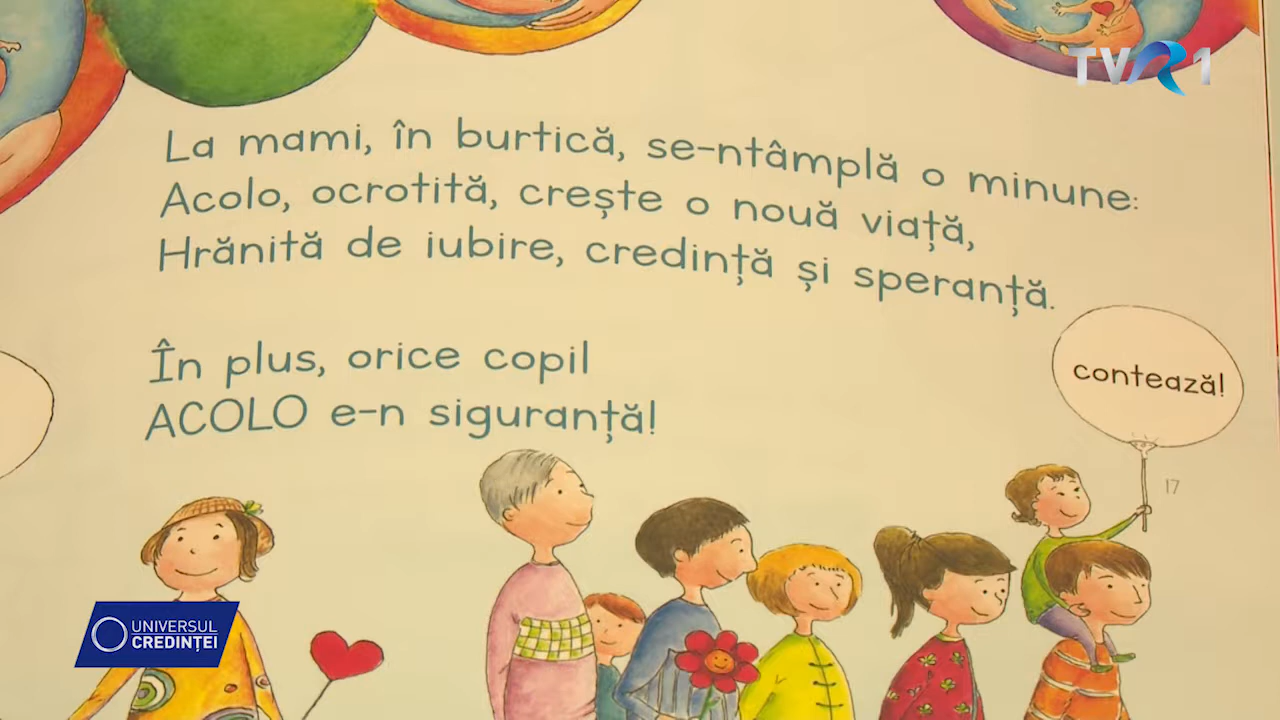 TVR1
La mami, în burtică, se-ntâmplă o minune:
Acolo, ocrotită, crește o nouă viață,
Hrănită de iubire, credință și speranță.
În plus, orice copil
ACOLO e-n siguranță!
contează!
17
UNIVERSUL
CREDINȚEI